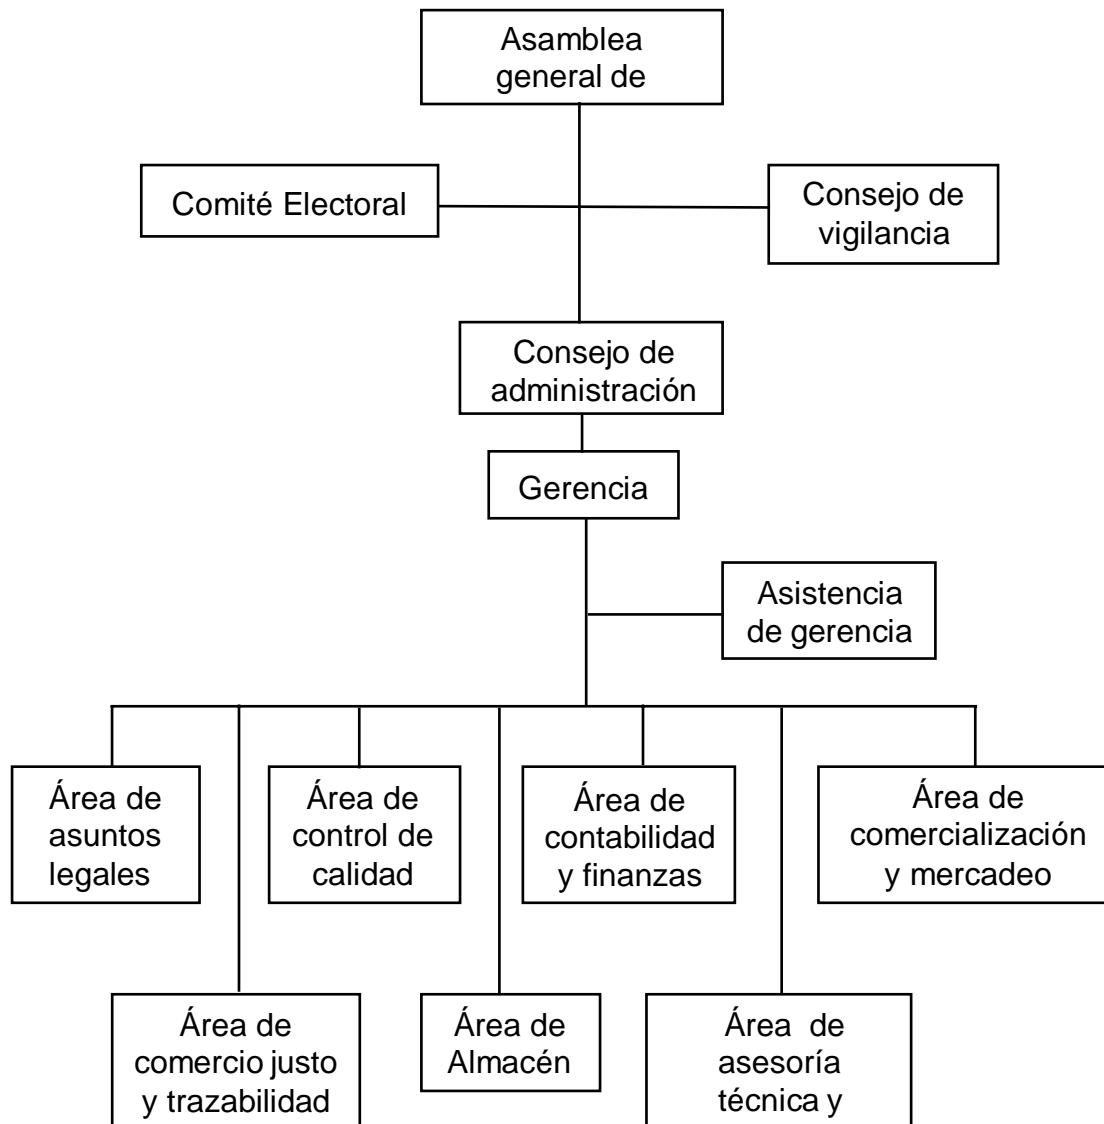 Asamblea
general de
Comité Electoral
Consejo de
vigilancia
Consejo de
administración
Gerencia
Asistencia
de gerencia
Área de
asuntos
legales
Área de
control de
calidad
Área de
contabilidad
y finanzas
Área de
comercialización
y mercadeo
Área de
comercio justo
y trazabilidad
Área de
Almacén
Área de
asesoría
técnica y